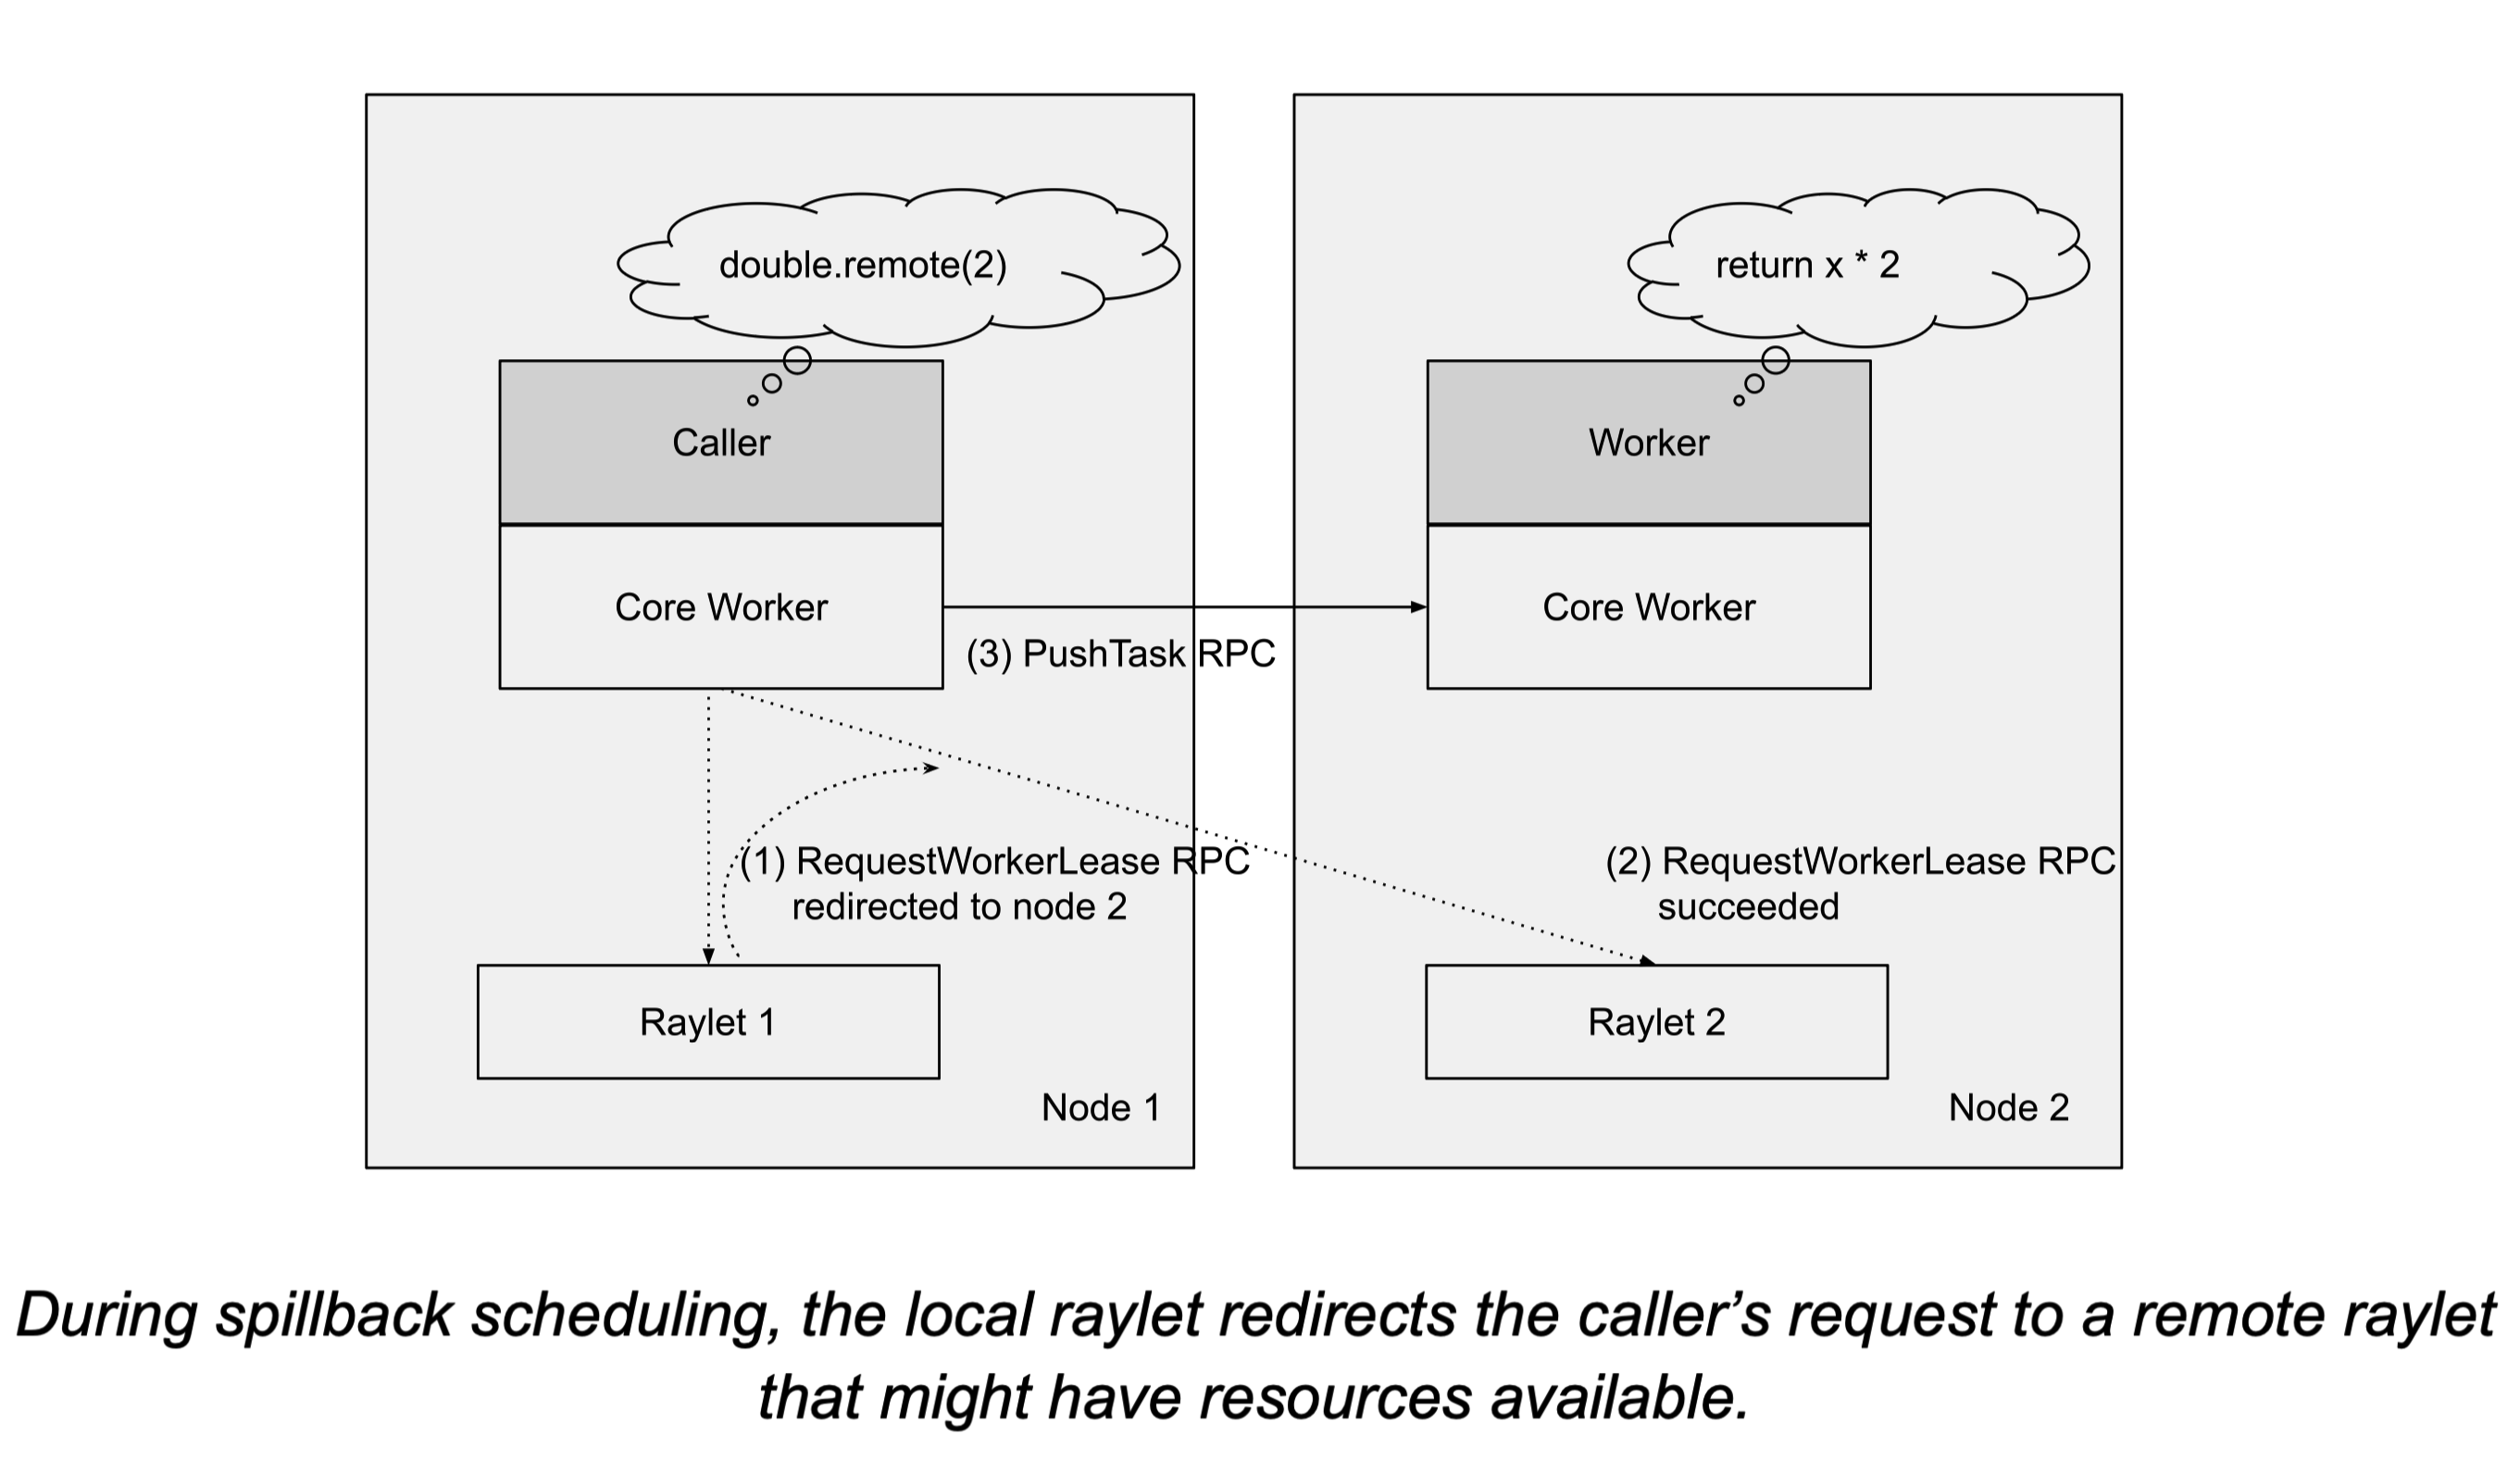 double.remote(2)
return x * 2
Caller
Worker
Core Worker
Core Worker
(3) PushTask RPC
(1) RequestWorkerLease RPC
redirected to node 2
(2) RequestWorkerLease RPC
succeeded
Raylet 1
Raylet 2
Node 1
Node 2
During spillback scheduling, the local raylet redirects the caller’s request to a remote raylet
that might have resources available.